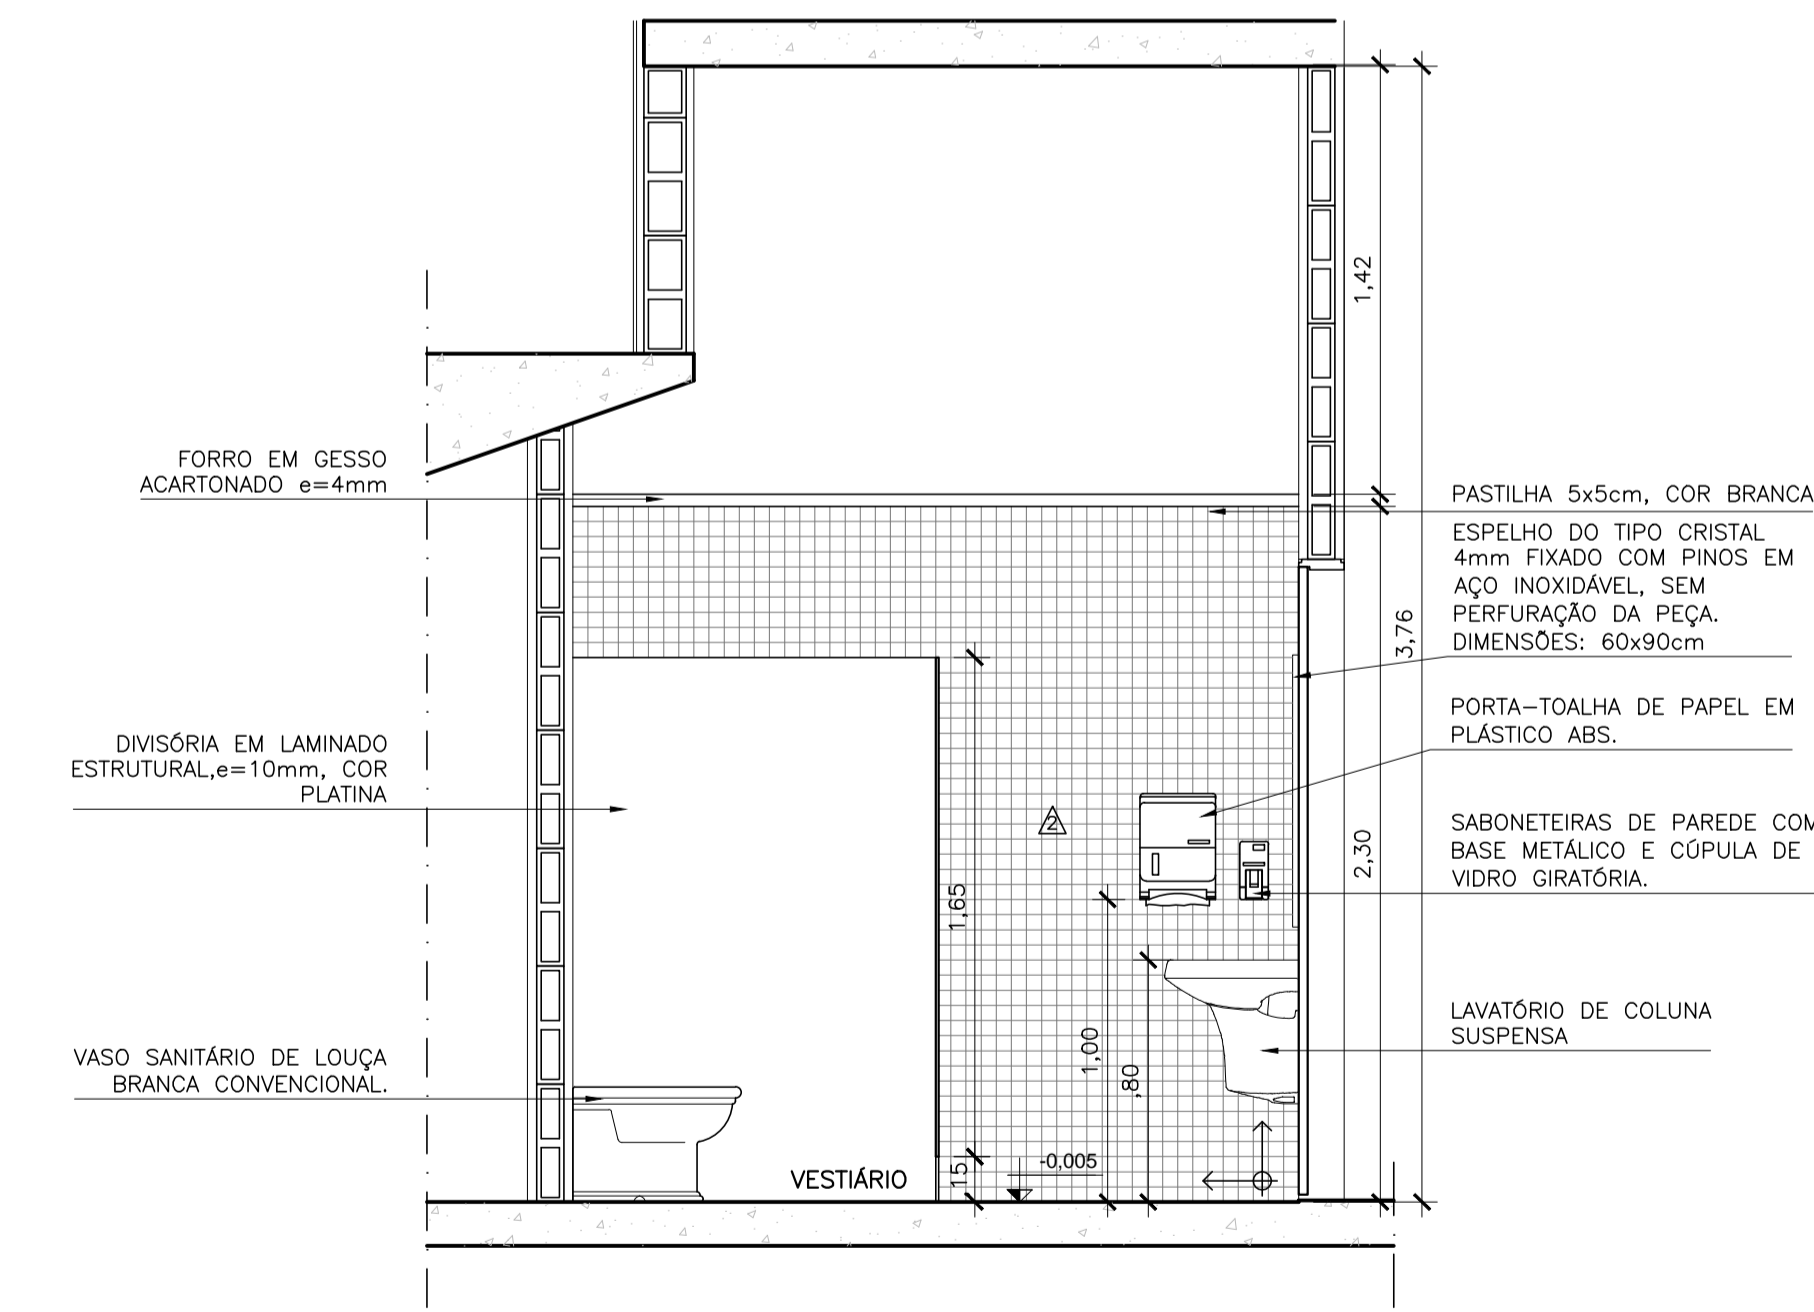 FORRO EM GESSO
ACARTONADO e=4mm
DIVISÓRIA EM LAMINADO
ESTRUTURAL,e=10mm, COR
PLATINA
VASO SANITÁRIO DE LOUÇA
BRANCA CONVENCIONAL.
VESTIÁRIO
1,65
15
-0,005
2
1,00
,80
1,42
3,76
2,30
PASTILHA 5x5cm, COR BRANCA
ESPELHO DO TIPO CRISTAL
4mm FIXADO COM PINOS EM
AÇO INOXIDÁVEL, SEM
PERFURAÇÃO DA PEÇA.
DIMENSÕES: 60x90cm
PORTA-TOALHA DE PAPEL EM
PLÁSTICO ABS.
SABONETEIRAS DE PAREDE COM
BASE METÁLICO E CÚPULA DE
VIDRO GIRATÓRIA.
LAVATÓRIO DE COLUNA
SUSPENSA